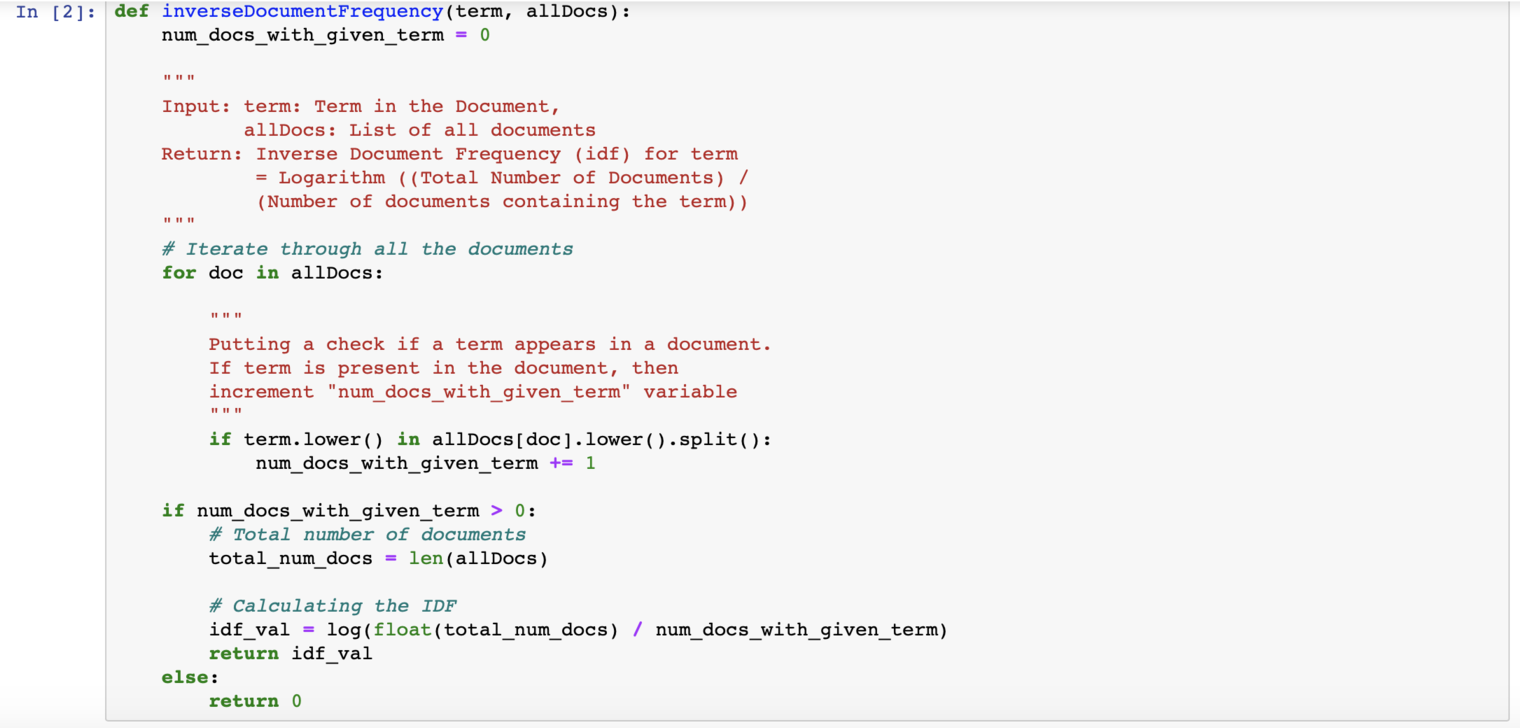 In [2]: def inverseDocumentFrequency(term, allDocs):
    num_docs_with_given_term = 0

    """
    Input: term: Term in the Document,
           allDocs: List of all documents
    Return: Inverse Document Frequency (idf) for term
            = Logarithm ((Total Number of Documents) /
            (Number of documents containing the term))
    """
    # Iterate through all the documents
    for doc in allDocs:

        """
        Putting a check if a term appears in a document.
        If term is present in the document, then
        increment "num_docs_with_given_term" variable
        """
        if term.lower() in allDocs[doc].lower().split():
            num_docs_with_given_term += 1

    if num_docs_with_given_term > 0:
        # Total number of documents
        total_num_docs = len(allDocs)

        # Calculating the IDF
        idf_val = log(float(total_num_docs) / num_docs_with_given_term)
        return idf_val
    else:
        return 0